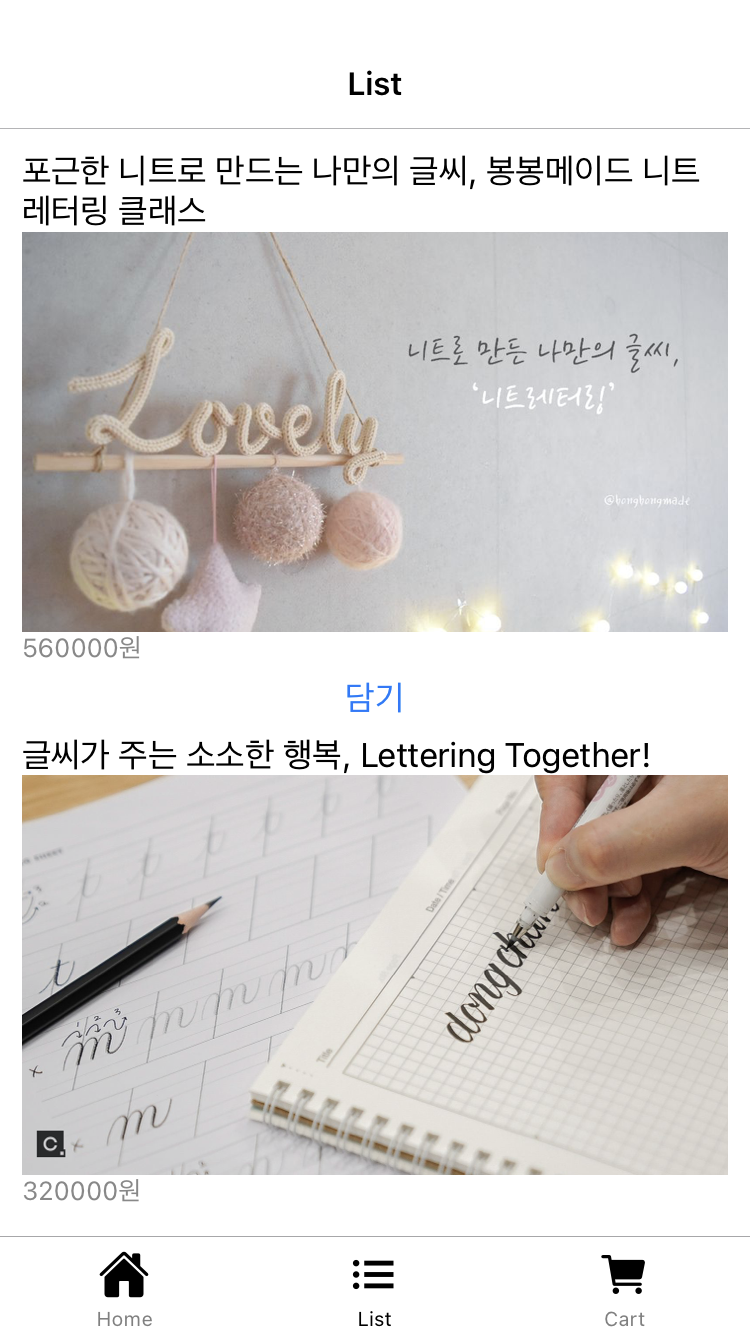 List
포근한 니트로 만드는 나만의 글씨, 봉봉메이드 니트
레터링 클래스
Lovely
니트로 만든 나만의 글씨,
'니트레터링'
@bongbongmade
560000원
담기
글씨가 주는 소소한 행복, Lettering Together!
Date / Time
dongchun
Title
t
m
m
C.
320000원
Home
List
Cart